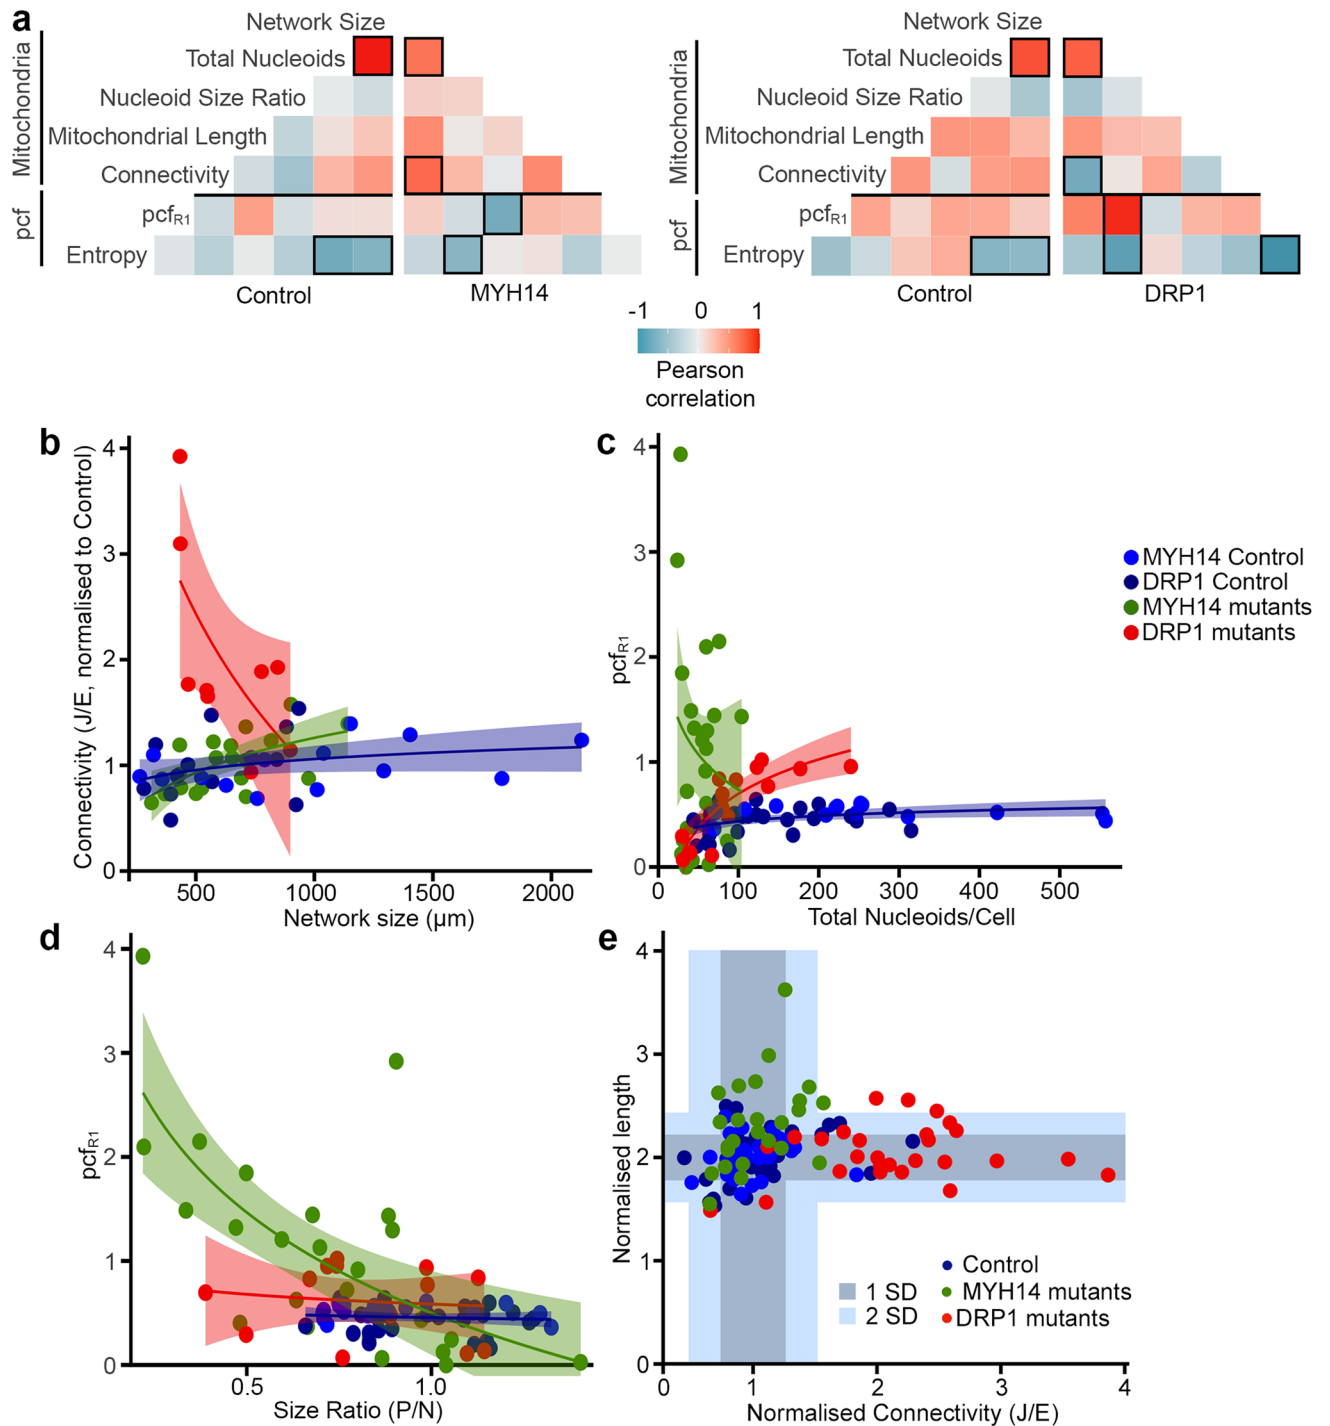 a
Network Size
Total Nucleoids
Nucleoid Size Ratio
Mitochondrial Length
Connectivity
pcfR1
Entropy
Mitochondria
pcf
Control
MYH14
Network Size
Total Nucleoids
Nucleoid Size Ratio
Mitochondrial Length
Connectivity
pcfR1
Entropy
Mitochondria
pcf
Control
DRP1
-1 0 1
Pearson
correlation
b
Connectivity (J/E, normalised to Control)
4
3
2
1
0
500 1000 1500 2000
Network size (µm)
c
pcfR1
4
3
2
1
0
0 100 200 300 400 500
Total Nucleoids/Cell
MYH14 Control
DRP1 Control
MYH14 mutants
DRP1 mutants
d
pcfR1
4
3
2
1
0
0.5 1.0
Size Ratio (P/N)
e
Normalised length
4
3
2
1
0
0 1 2 3 4
Normalised Connectivity (J/E)
1 SD
2 SD
Control
MYH14 mutants
DRP1 mutants